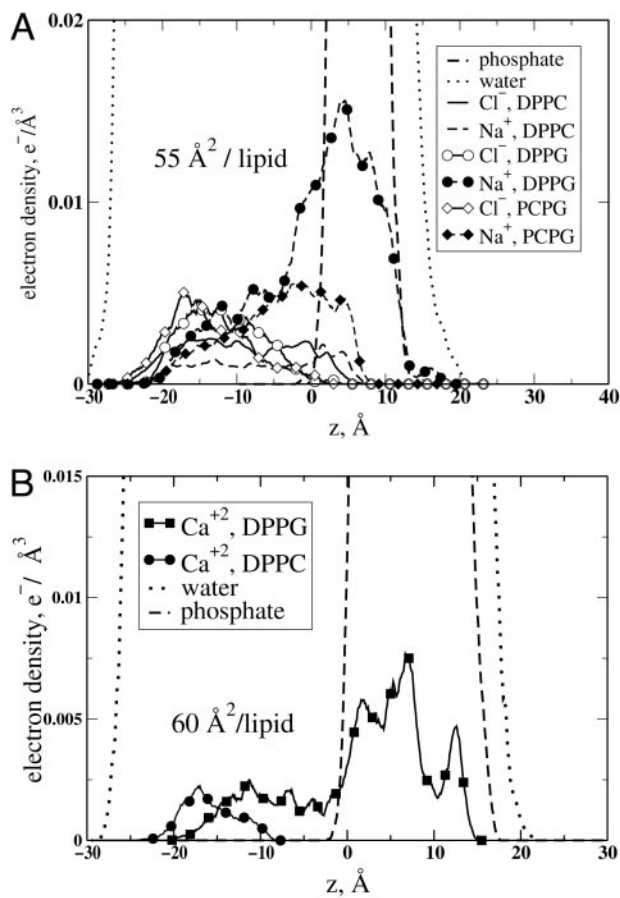 A
0.02
0.01
0
electron density, e⁻/Å³
55 Å² / lipid
phosphate
water
Cl⁻, DPPC
Na⁺, DPPC
Cl⁻, DPPG
Na⁺, DPPG
Cl⁻, PCPG
Na⁺, PCPG
-30 -20 -10 0 10 20 30 40
z, Å
B
0.015
0.01
0.005
0
electron density, e⁻/ Å³
Ca⁺², DPPG
Ca⁺², DPPC
water
phosphate
60 Å²/lipid
-30 -20 -10 0 10 20 30
z, Å